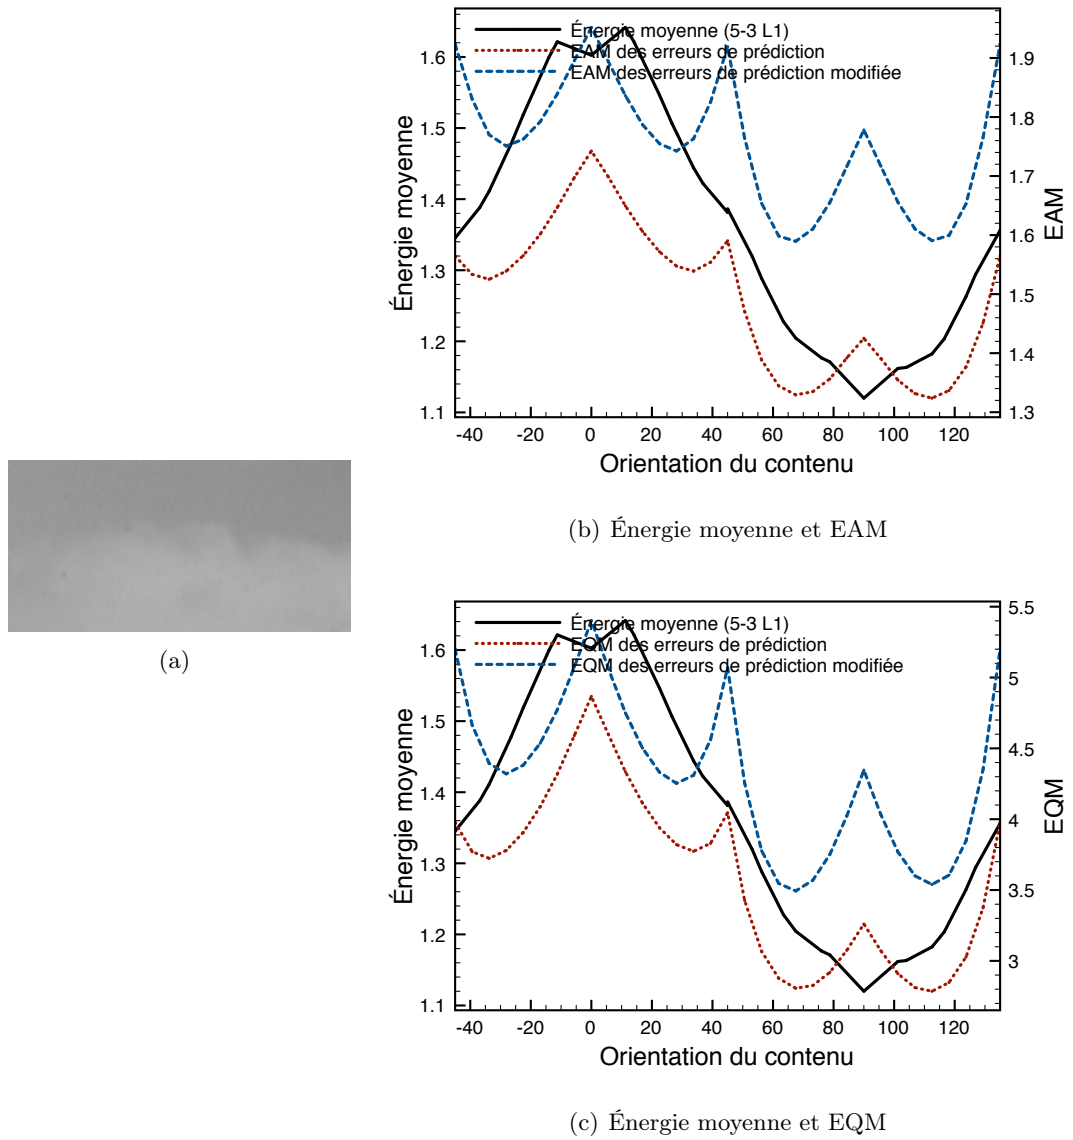 Énergie moyenne (5-3 L1)
EAM des erreurs de prédiction
EAM des erreurs de prédiction modifiée
1.6
1.5
1.4
1.3
1.2
1.1
Énergie moyenne
1.9
1.8
1.7
1.6
1.5
1.4
1.3
EAM
-40 -20 0 20 40 60 80 100 120
Orientation du contenu
(b) Énergie moyenne et EAM
(a)
Énergie moyenne (5-3 L1)
EQM des erreurs de prédiction
EQM des erreurs de prédiction modifiée
1.6
1.5
1.4
1.3
1.2
1.1
Énergie moyenne
5.5
5
4.5
4
3.5
3
EQM
-40 -20 0 20 40 60 80 100 120
Orientation du contenu
(c) Énergie moyenne et EQM